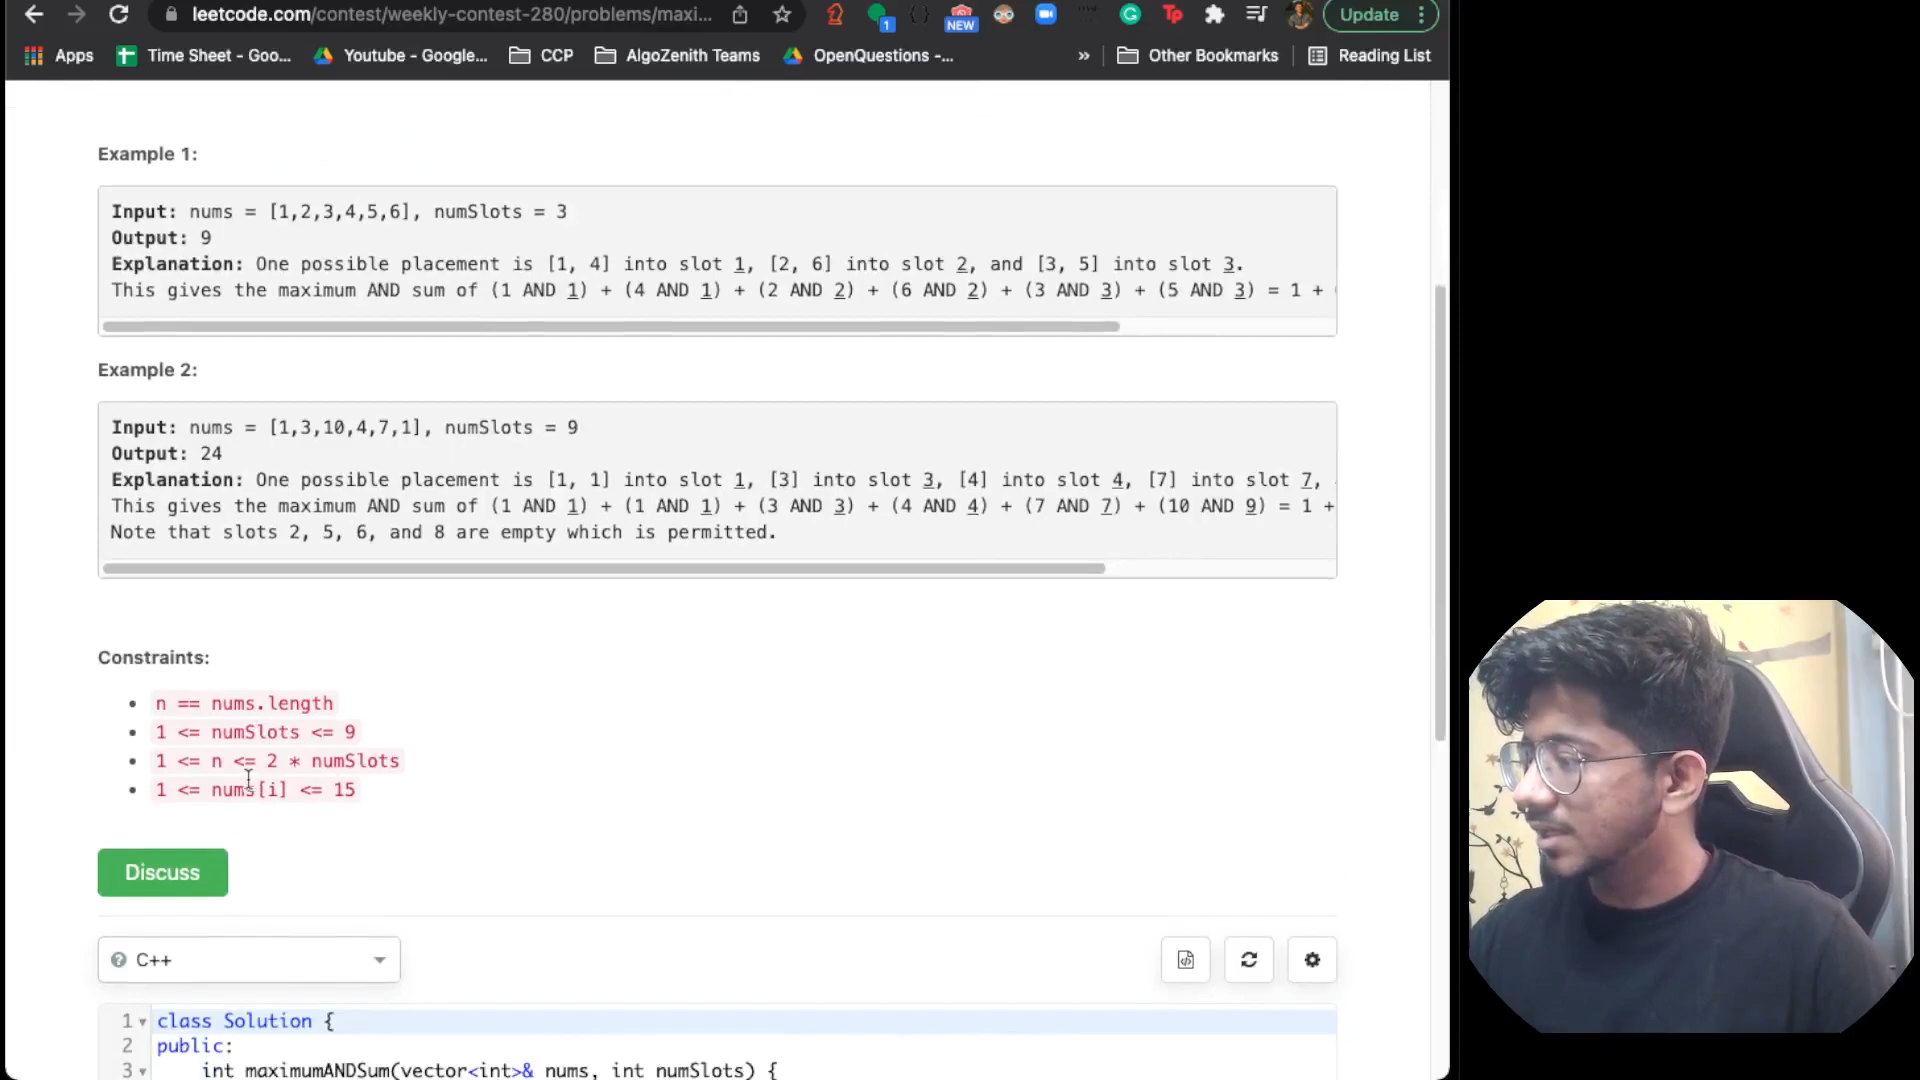 leetcode.com/contest/weekly-contest-280/problems/maxi...
1
NEW
Tp
Update
Apps
Time Sheet - Goo...
Youtube - Google...
CCP
AlgoZenith Teams
OpenQuestions -...
»
Other Bookmarks
Reading List
Example 1:
Input: nums = [1,2,3,4,5,6], numSlots = 3
Output: 9
Explanation: One possible placement is [1, 4] into slot 1, [2, 6] into slot 2, and [3, 5] into slot 3.
This gives the maximum AND sum of (1 AND 1) + (4 AND 1) + (2 AND 2) + (6 AND 2) + (3 AND 3) + (5 AND 3) = 1 +
Example 2:
Input: nums = [1,3,10,4,7,1], numSlots = 9
Output: 24
Explanation: One possible placement is [1, 1] into slot 1, [3] into slot 3, [4] into slot 4, [7] into slot 7,
This gives the maximum AND sum of (1 AND 1) + (1 AND 1) + (3 AND 3) + (4 AND 4) + (7 AND 7) + (10 AND 9) = 1 +
Note that slots 2, 5, 6, and 8 are empty which is permitted.
Constraints:
• n == nums.length
• 1 <= numSlots <= 9
• 1 <= n <= 2 * numSlots
• 1 <= nums[i] <= 15
Discuss
C++
1 class Solution {
2 public:
3 int maximumANDSum(vector<int>& nums, int numSlots) {